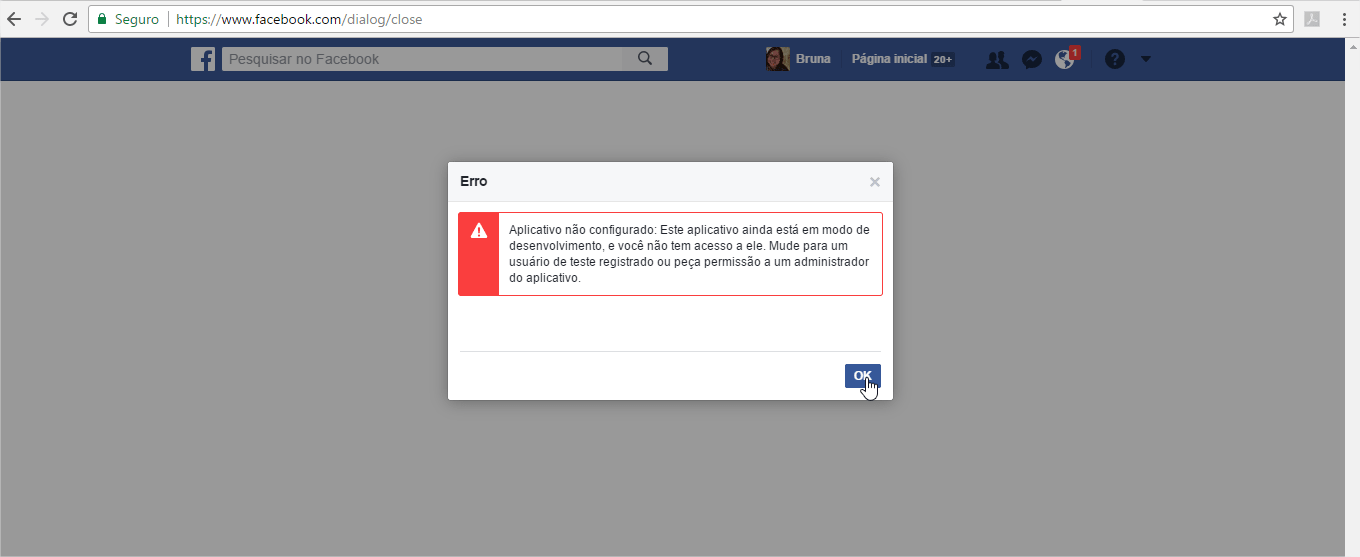 Seguro https://www.facebook.com/dialog/close
f Pesquisar no Facebook Bruna Página inicial 20+ 1 ?
Erro
Aplicativo não configurado: Este aplicativo ainda está em modo de
desenvolvimento, e você não tem acesso a ele. Mude para um
usuário de teste registrado ou peça permissão a um administrador
do aplicativo.
OK